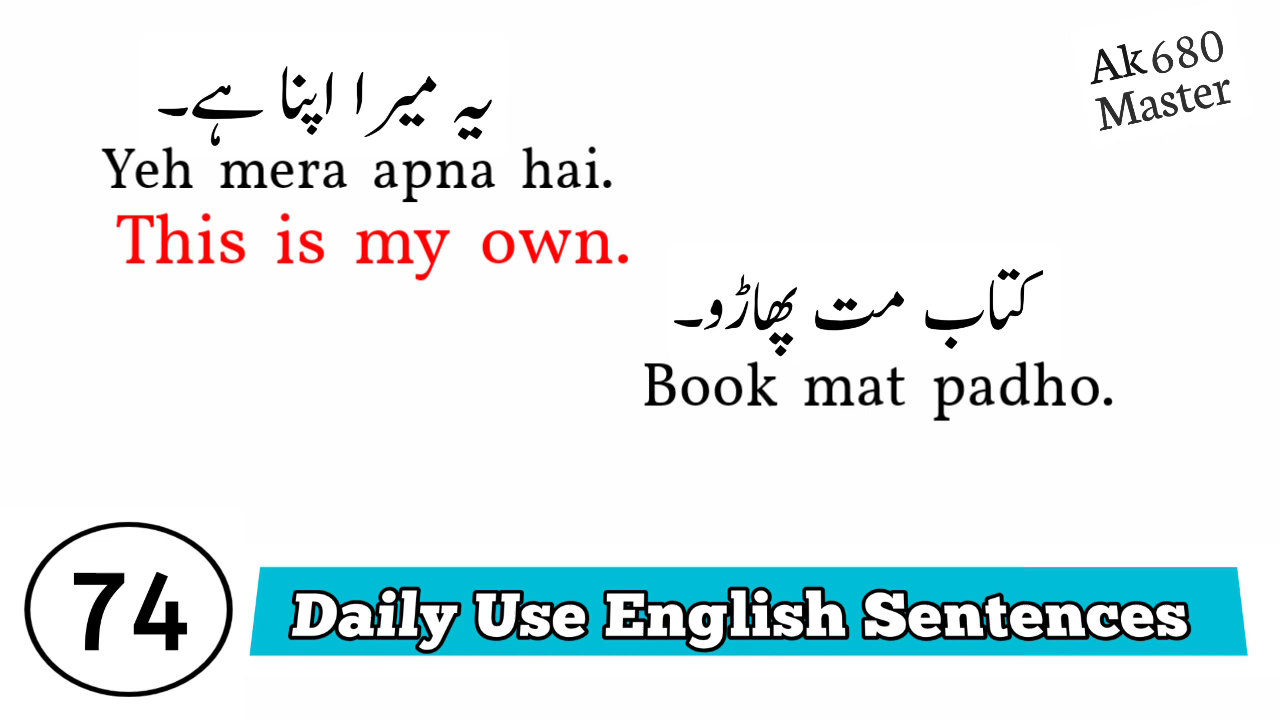 یہ میرا اپنا ہے۔
Yeh mera apna hai.
This is my own.
Ak680
Master
کتاب مت پھاڑو۔
Book mat padho.
74
Daily Use English Sentences